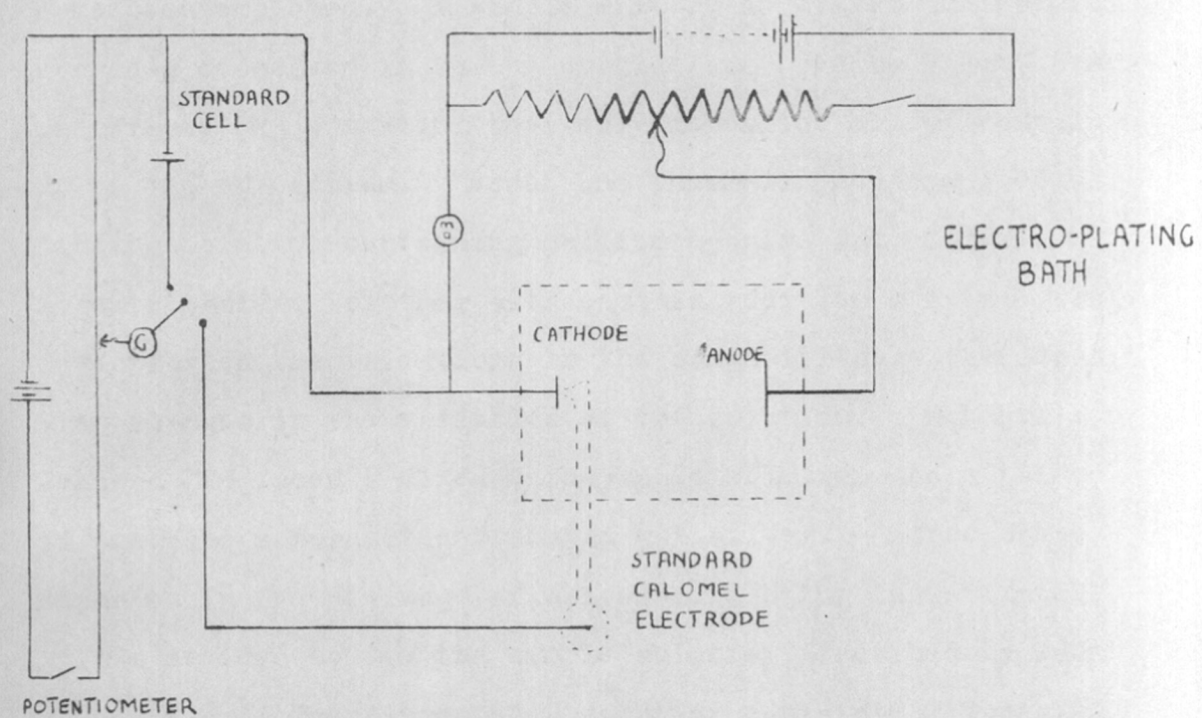 STANDARD
CELL
ELECTRO-PLATING
BATH
G
CATHODE
ANODE
STANDARD
CALOMEL
ELECTRODE
POTENTIOMETER